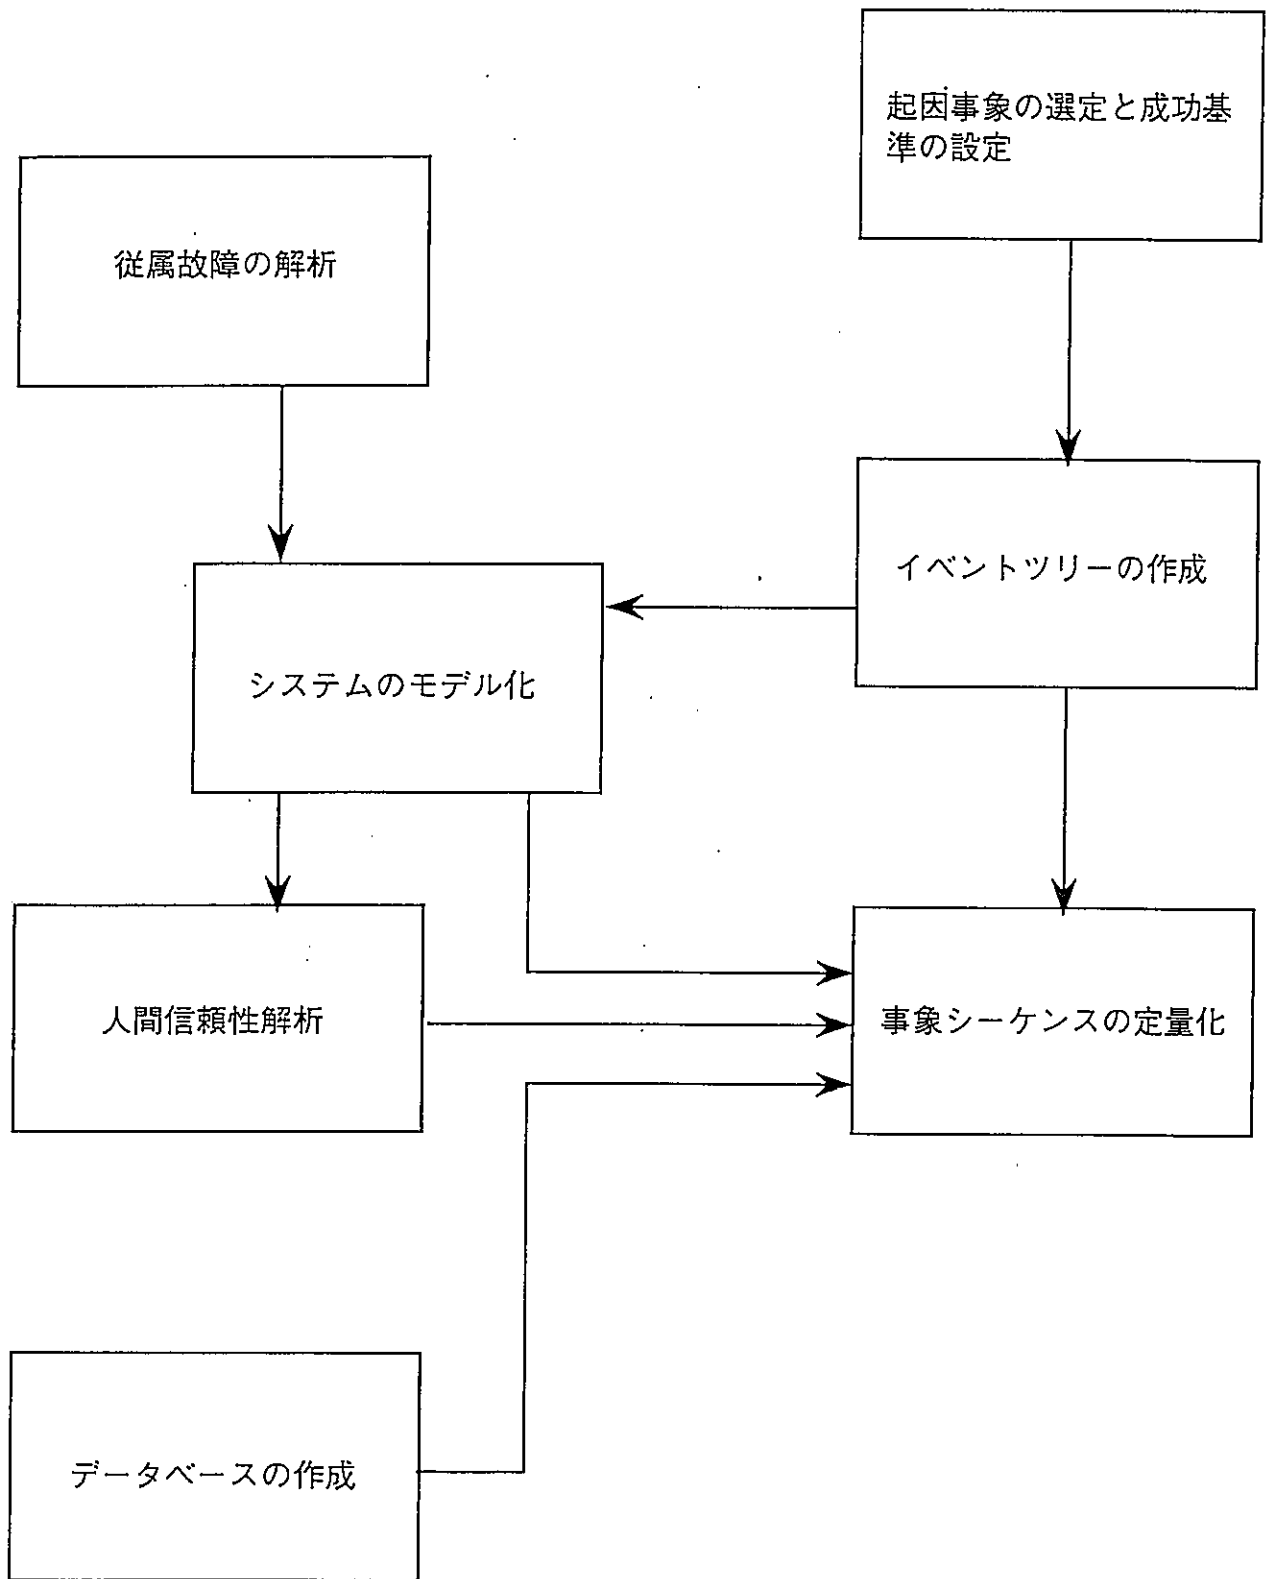 起因事象の選定と成功基
準の設定
従属故障の解析
イベントツリーの作成
システムのモデル化
人間信頼性解析
事象シーケンスの定量化
データベースの作成